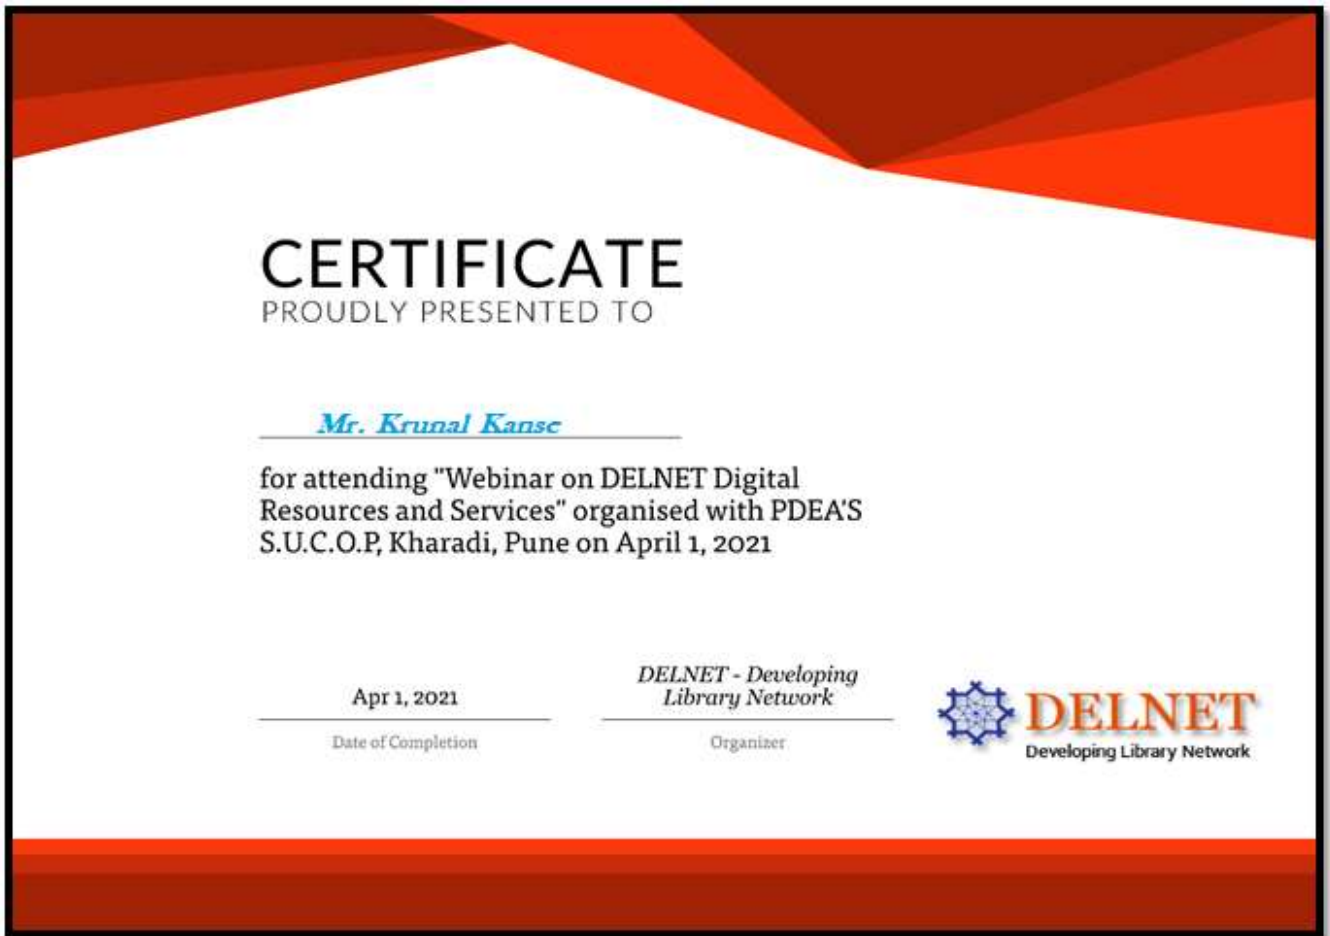 CERTIFICATE
PROUDLY PRESENTED TO
Mr. Krunal Kanse
for attending "Webinar on DELNET Digital
Resources and Services" organised with PDEA'S
S.U.C.O.P, Kharadi, Pune on April 1, 2021
Apr 1, 2021
Date of Completion
DELNET - Developing
Library Network
Organizer
DELNET
Developing Library Network